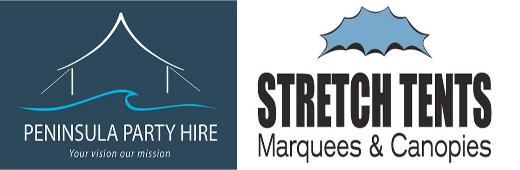 PENINSULA PARTY HIRE
Your vision our mission
STRETCH TENTS
Marquees & Canopies